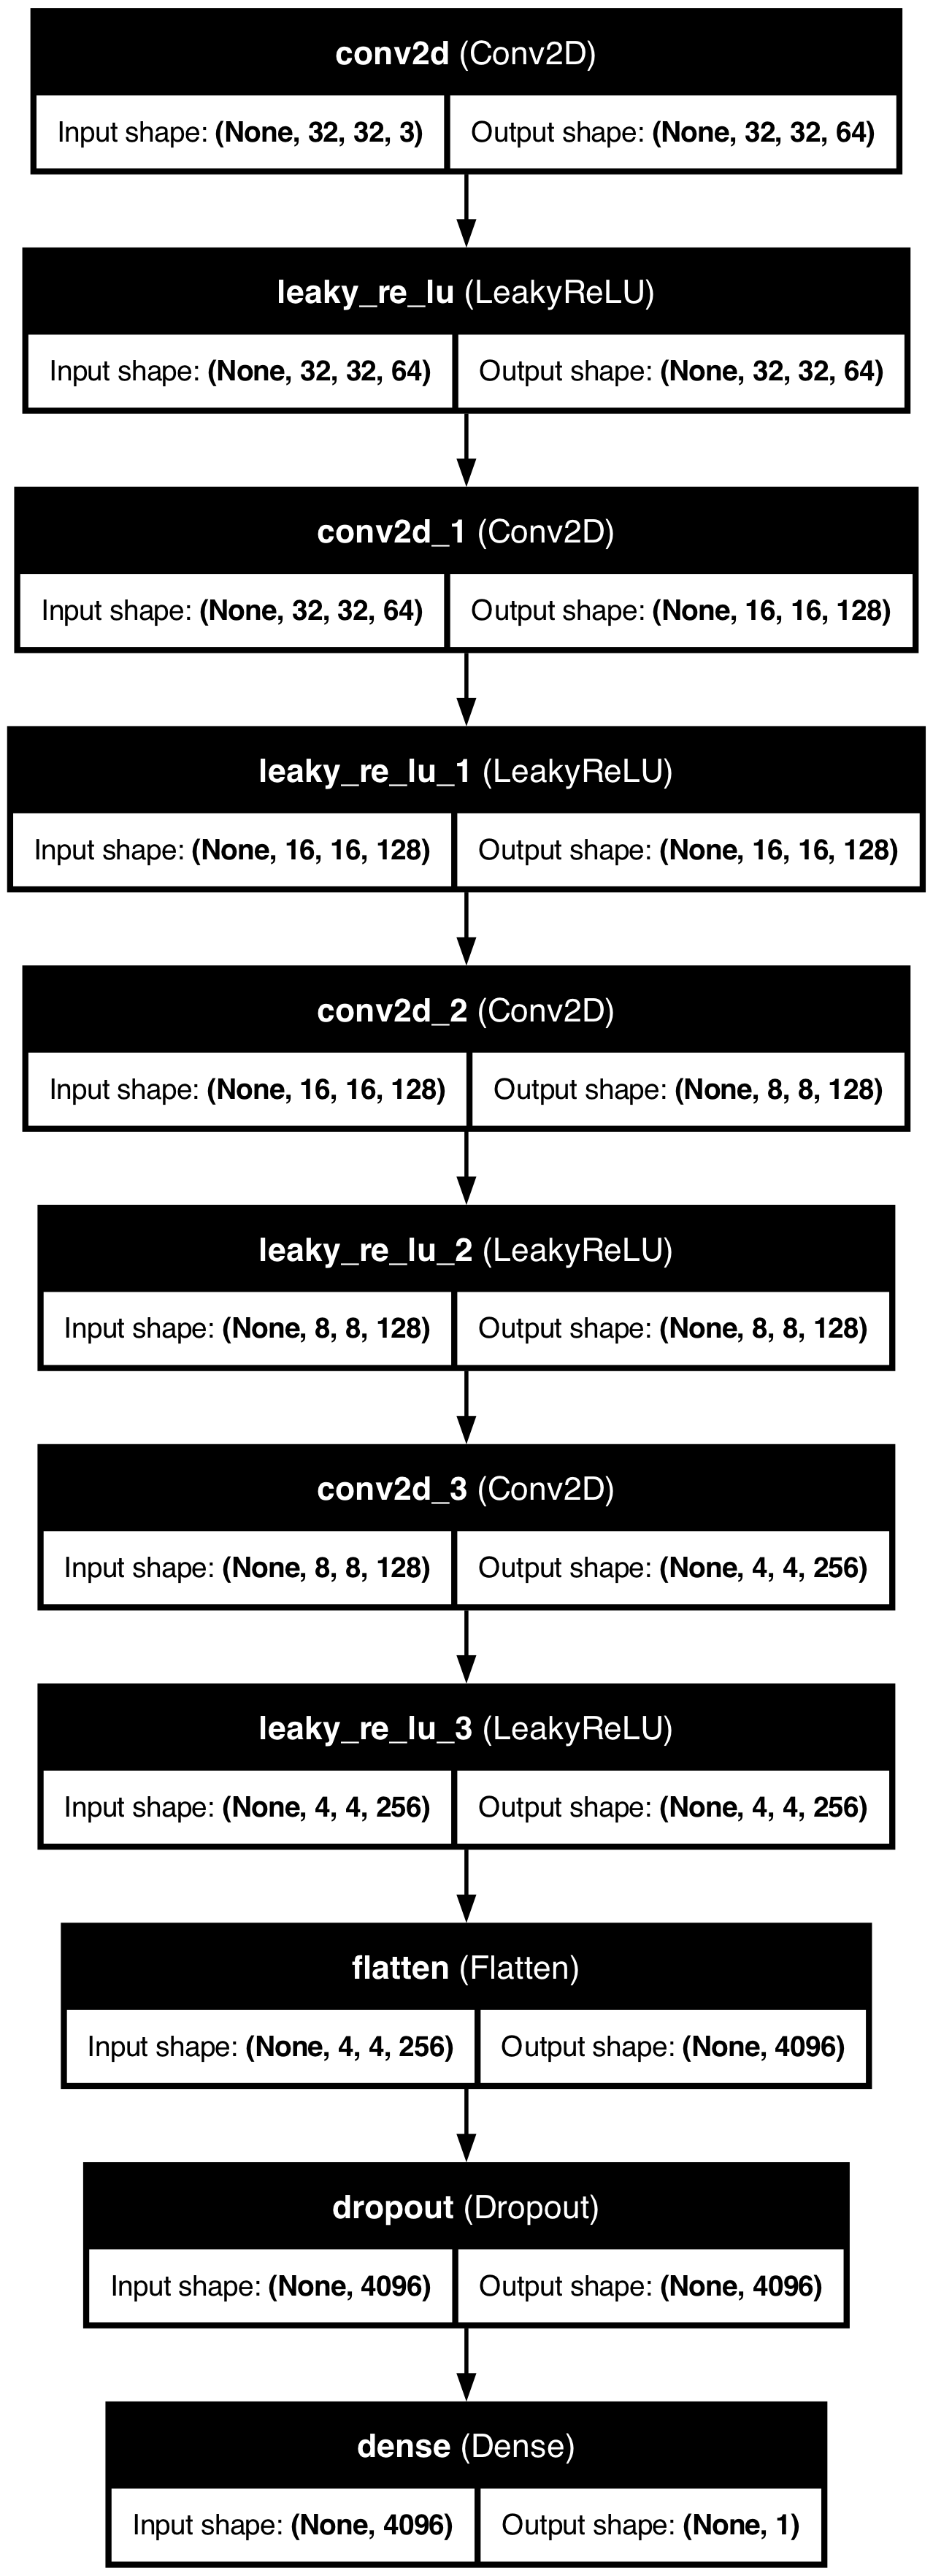 conv2d (Conv2D)
Input shape: (None, 32, 32, 3) Output shape: (None, 32, 32, 64)
leaky_re_lu (LeakyReLU)
Input shape: (None, 32, 32, 64) Output shape: (None, 32, 32, 64)
conv2d_1 (Conv2D)
Input shape: (None, 32, 32, 64) Output shape: (None, 16, 16, 128)
leaky_re_lu_1 (LeakyReLU)
Input shape: (None, 16, 16, 128) Output shape: (None, 16, 16, 128)
conv2d_2 (Conv2D)
Input shape: (None, 16, 16, 128) Output shape: (None, 8, 8, 128)
leaky_re_lu_2 (LeakyReLU)
Input shape: (None, 8, 8, 128) Output shape: (None, 8, 8, 128)
conv2d_3 (Conv2D)
Input shape: (None, 8, 8, 128) Output shape: (None, 4, 4, 256)
leaky_re_lu_3 (LeakyReLU)
Input shape: (None, 4, 4, 256) Output shape: (None, 4, 4, 256)
flatten (Flatten)
Input shape: (None, 4, 4, 256) Output shape: (None, 4096)
dropout (Dropout)
Input shape: (None, 4096) Output shape: (None, 4096)
dense (Dense)
Input shape: (None, 4096) Output shape: (None, 1)